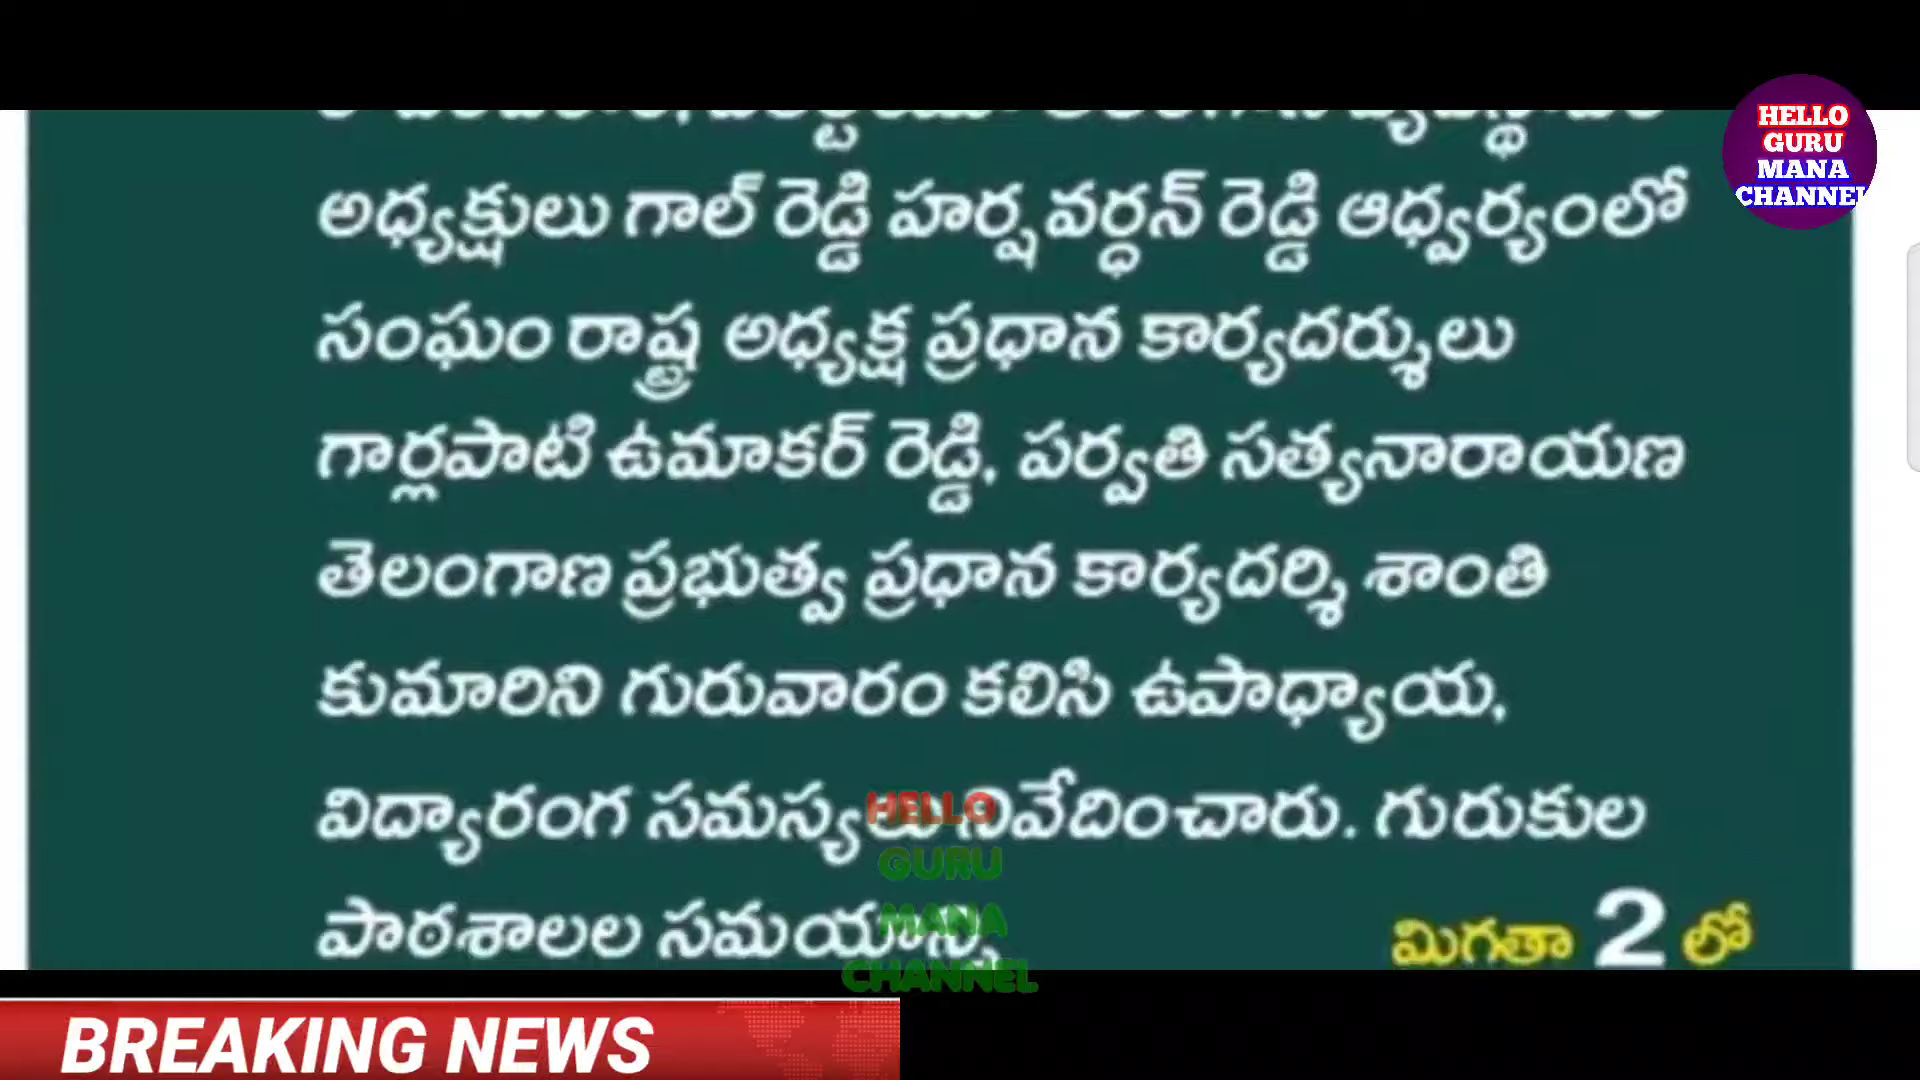 HELLO
GURU
MANA
CHANNEL
అధ్యక్షులు గాల్ రెడ్డి హర్షవర్ధన్ రెడ్డి ఆధ్వర్యంలో
సంఘం రాష్ట్ర అధ్యక్ష ప్రధాన కార్యదర్శులు
గార్లపాటి ఉమాకర్ రెడ్డి, పర్వతి సత్యనారాయణ
తెలంగాణ ప్రభుత్వ ప్రధాన కార్యదర్శి శాంతి
కుమారిని గురువారం కలిసి ఉపాధ్యాయ,
విద్యారంగ సమస్యలు నివేదించారు. గురుకుల
పాఠశాలల సమయాన్ని
మిగతా 2 లో
HELLO
GURU
MANA
CHANNEL
BREAKING NEWS